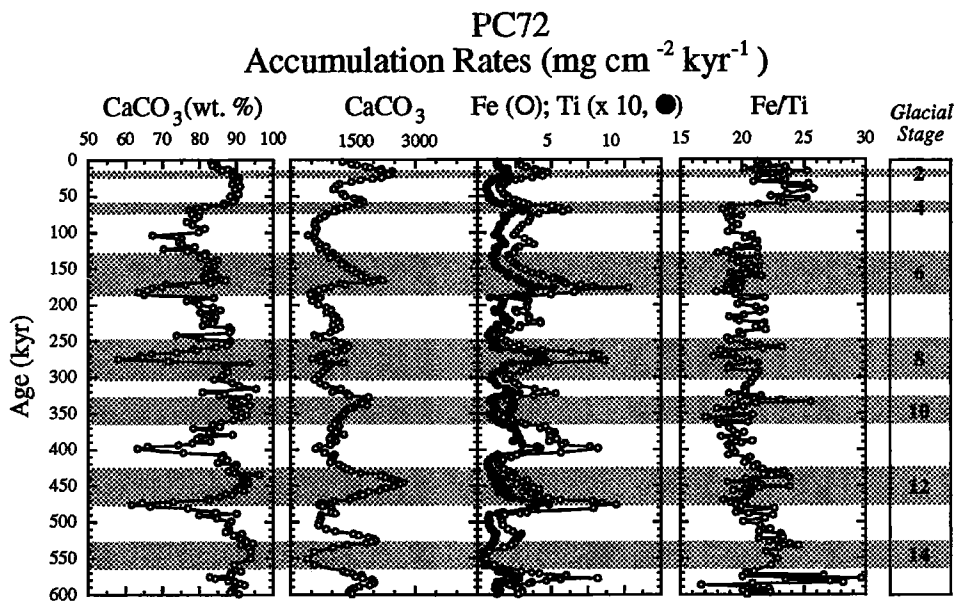 PC72
Accumulation Rates (mg cm -2 kyr-1 )
CaCO3 (wt. %) CaCO3 Fe (O); Ti (x 10, ●) Fe/Ti Glacial Stage
50 60 70 80 90 100 1500 3000 5 10 15 20 25 30
Age (kyr)
0 2
50 4
100
150 6
200
250 8
300
350 10
400
450 12
500
550 14
600